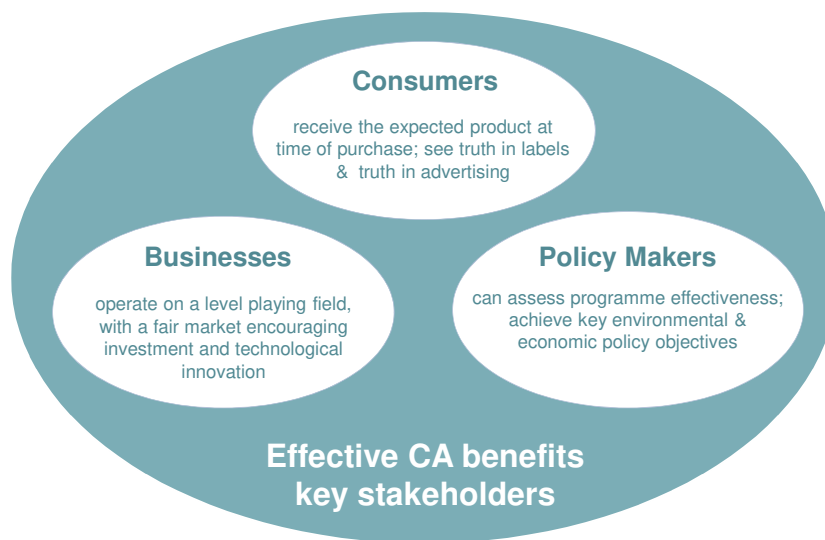 Consumers
receive the expected product at
time of purchase; see truth in labels
& truth in advertising
Businesses
operate on a level playing field,
with a fair market encouraging
investment and technological
innovation
Policy Makers
can assess programme effectiveness;
achieve key environmental &
economic policy objectives
Effective CA benefits
key stakeholders